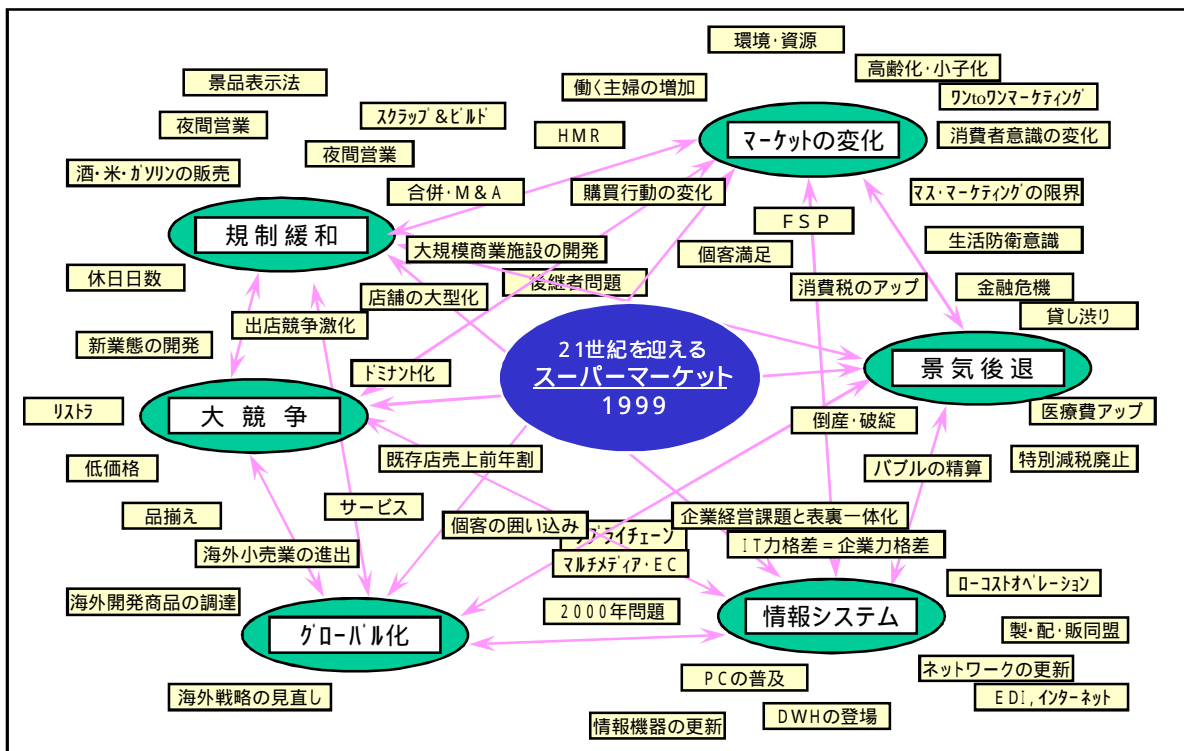 環境･資源
景品表示法
高齢化･小子化
働く主婦の増加
ﾜﾝtoワンマーケティング
スクラップ＆ビルド
夜間営業
HMR
マーケットの変化
消費者意識の変化
夜間営業
酒･米･ガソリンの販売
合併･M＆A
購買行動の変化
マス･マーケティングの限界
規制緩和
FSP
大規模商業施設の開発
個客満足
生活防衛意識
休日日数
後継者問題
消費税のアップ
金融危機
店舗の大型化
貸し渋り
出店競争激化
新業態の開発
21世紀を迎える
スーパーマーケット
1999
ドミナント化
景気後退
リストラ
大競争
倒産･破綻
医療費アップ
低価格
既存店売上前年割
バブルの精算
特別減税廃止
品揃え
サービス
個客の囲い込み
企業経営課題と表裏一体化
海外小売業の進出
プライチェーン
IT力格差＝企業力格差
マルチメディア･EC
ローコストオペレーション
海外開発商品の調達
2000年問題
グローバル化
情報システム
製･配･販同盟
PCの普及
ネットワークの更新
海外戦略の見直し
EDI,インターネット
情報機器の更新
DWHの登場